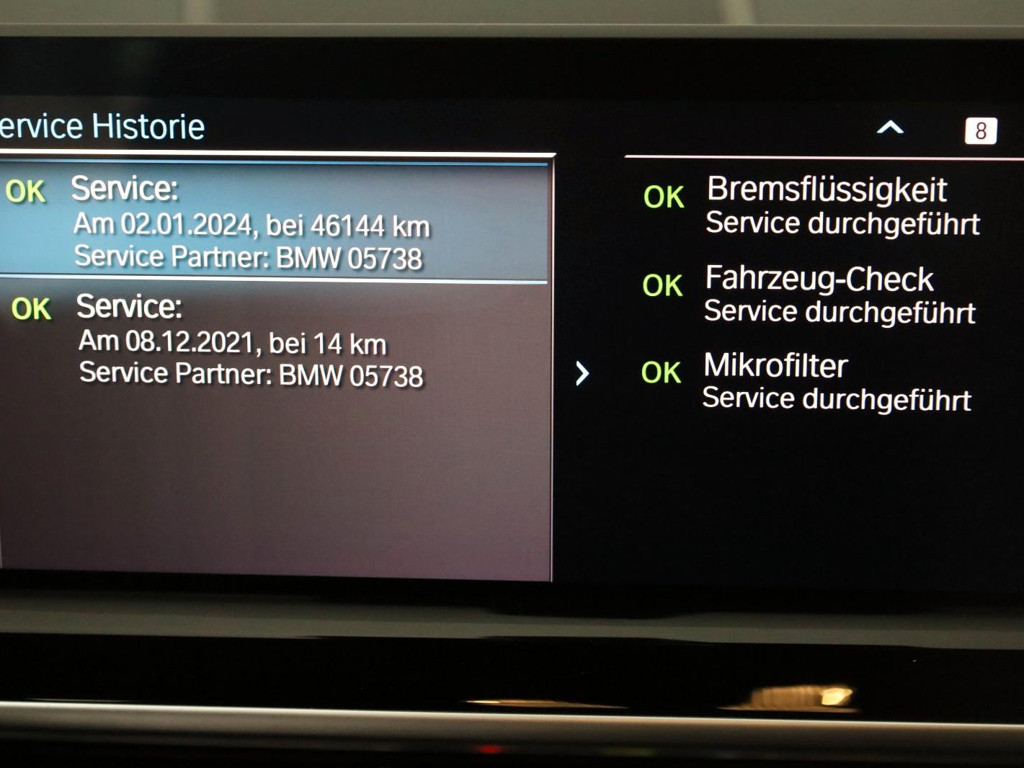 ervice Historie
8
OK Service:
Am 02.01.2024, bei 46144 km
Service Partner: BMW 05738
OK Service:
Am 08.12.2021, bei 14 km
Service Partner: BMW 05738
OK Bremsflüssigkeit
Service durchgeführt
OK Fahrzeug-Check
Service durchgeführt
OK Mikrofilter
Service durchgeführt